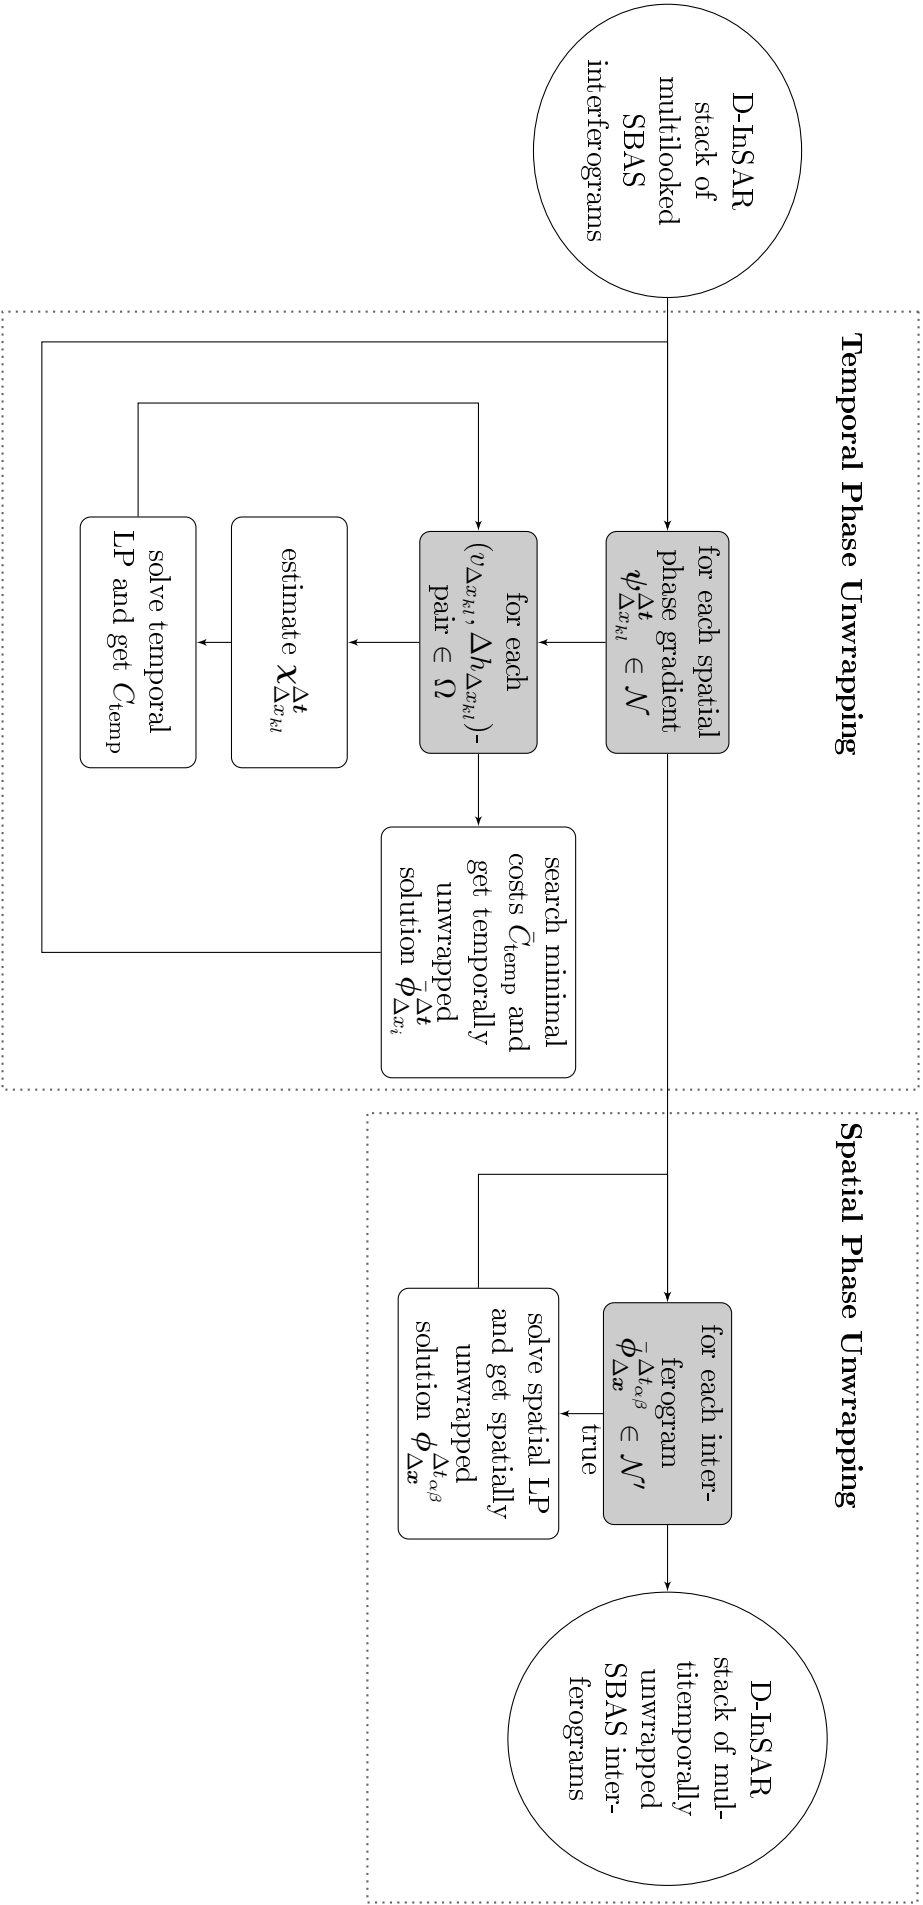 D-InSAR
stack of
multilooked
SBAS
interferograms
Temporal Phase Unwrapping
for each spatial
phase gradient
𝝍^{Δ𝒕}_{Δx_{kl}} ∈ 𝒩
for each
(v_{Δx_{kl}}, Δh_{Δx_{kl}})-
pair ∈ Ω
estimate 𝝌^{Δ𝒕}_{Δx_{kl}}
solve temporal
LP and get C_{temp}
search minimal
costs C̄_{temp} and
get temporally
unwrapped
solution 𝝓̄^{Δ𝒕}_{Δx_i}
Spatial Phase Unwrapping
for each inter-
ferogram
𝝓̄^{Δt_{αβ}}_{Δ𝒙} ∈ 𝒩′
true
solve spatial LP
and get spatially
unwrapped
solution 𝝓^{Δt_{αβ}}_{Δ𝒙}
D-InSAR
stack of mul-
titemporally
unwrapped
SBAS inter-
ferograms